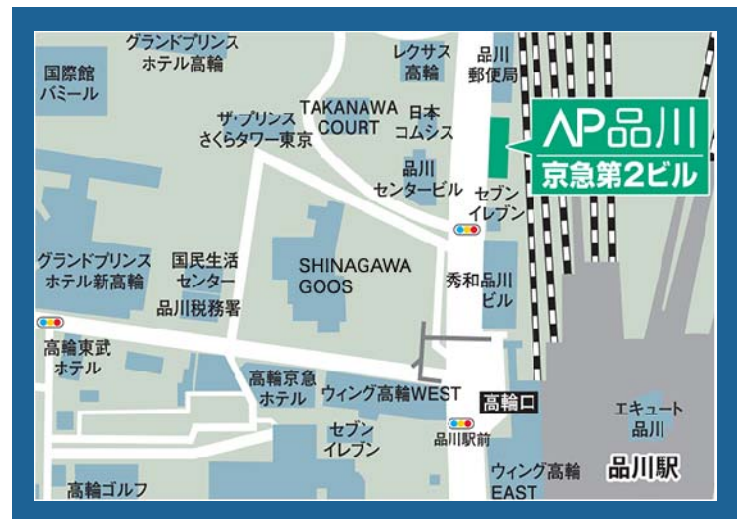 グランドプリンス
ホテル高輪
レクサス
高輪
品川
郵便局
国際館
パミール
ザ・プリンス
さくらタワー東京
TAKANAWA
COURT
日本
コムシス
AP品川
京急第2ビル
品川
センタービル
セブン
イレブン
グランドプリンス
ホテル新高輪
国民生活
センター
品川税務署
SHINAGAWA
GOOS
秀和品川
ビル
高輪東武
ホテル
高輪京急
ホテル
ウィング高輪WEST
高輪口
エキュート
品川
セブン
イレブン
品川駅前
ウィング高輪
EAST
品川駅
高輪ゴルフ